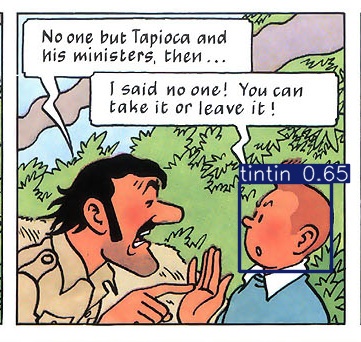 No one but Tapioca and
his ministers, then ...
I said no one! You can
take it or leave it!
tintin 0.65